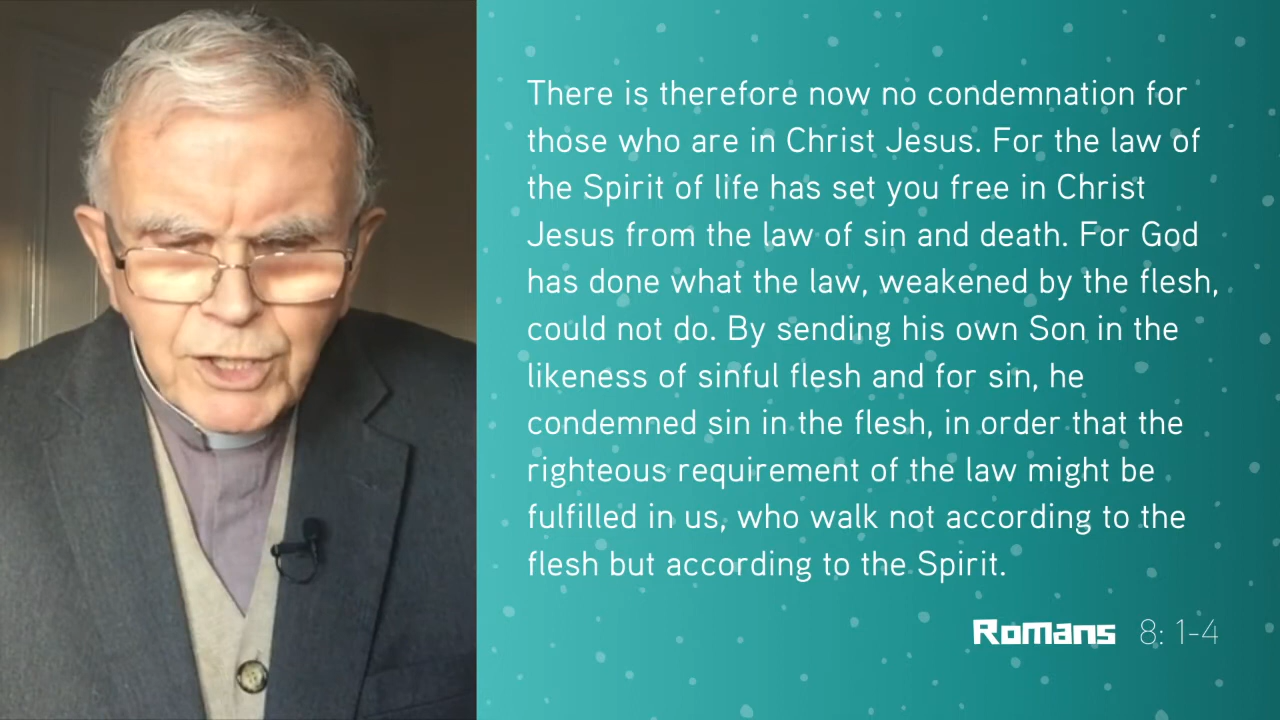 There is therefore now no condemnation for
those who are in Christ Jesus. For the law of
the Spirit of life has set you free in Christ
Jesus from the law of sin and death. For God
has done what the law, weakened by the flesh,
could not do. By sending his own Son in the
likeness of sinful flesh and for sin, he
condemned sin in the flesh, in order that the
righteous requirement of the law might be
fulfilled in us, who walk not according to the
flesh but according to the Spirit.
Romans 8: 1-4